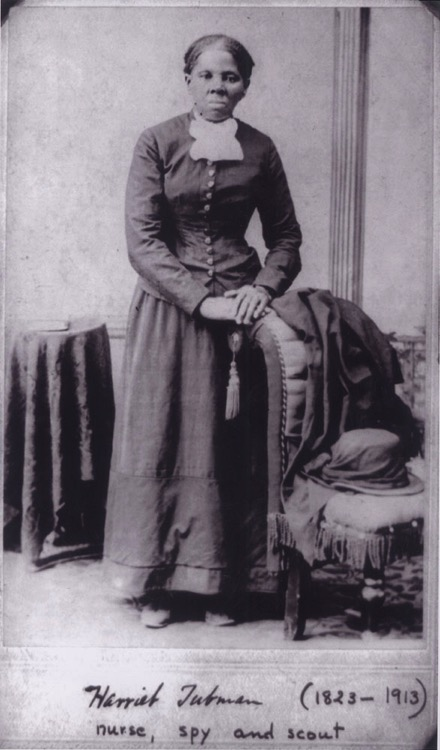 Harriet Tubman (1823-1913)
nurse, spy and scout